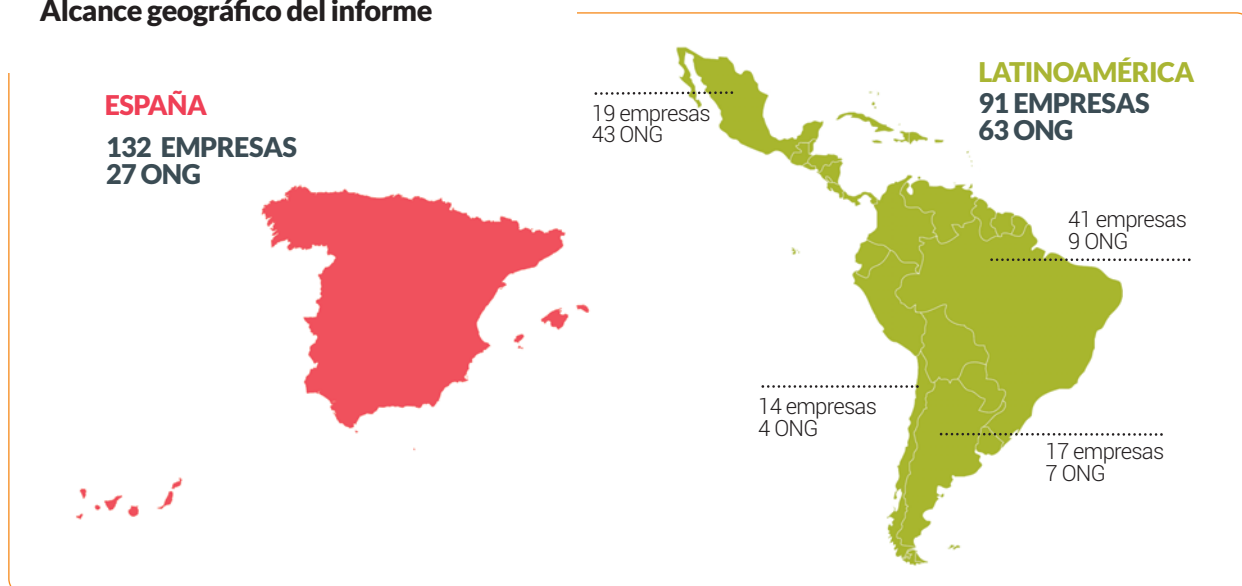 Alcance geográfico del informe
ESPAÑA
132 EMPRESAS
27 ONG
LATINOAMÉRICA
91 EMPRESAS
63 ONG
19 empresas
43 ONG
41 empresas
9 ONG
14 empresas
4 ONG
17 empresas
7 ONG